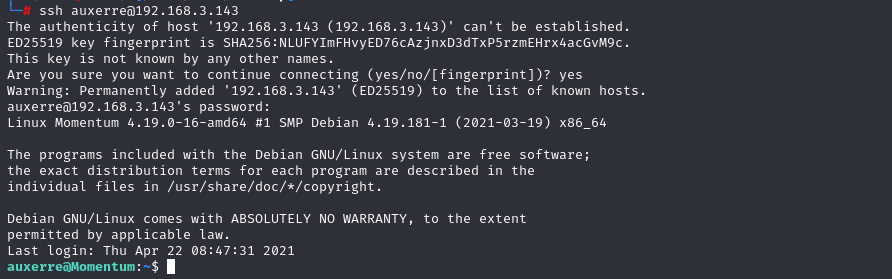 # ssh auxerre@192.168.3.143
The authenticity of host '192.168.3.143 (192.168.3.143)' can't be established.
ED25519 key fingerprint is SHA256:NLUFYImFHvyED76cAzjnxD3dTxP5rzmEHrx4acGvM9c.
This key is not known by any other names.
Are you sure you want to continue connecting (yes/no/[fingerprint])? yes
Warning: Permanently added '192.168.3.143' (ED25519) to the list of known hosts.
auxerre@192.168.3.143's password:
Linux Momentum 4.19.0-16-amd64 #1 SMP Debian 4.19.181-1 (2021-03-19) x86_64
The programs included with the Debian GNU/Linux system are free software;
the exact distribution terms for each program are described in the
individual files in /usr/share/doc/*/copyright.
Debian GNU/Linux comes with ABSOLUTELY NO WARRANTY, to the extent
permitted by applicable law.
Last login: Thu Apr 22 08:47:31 2021
auxerre@Momentum:~$